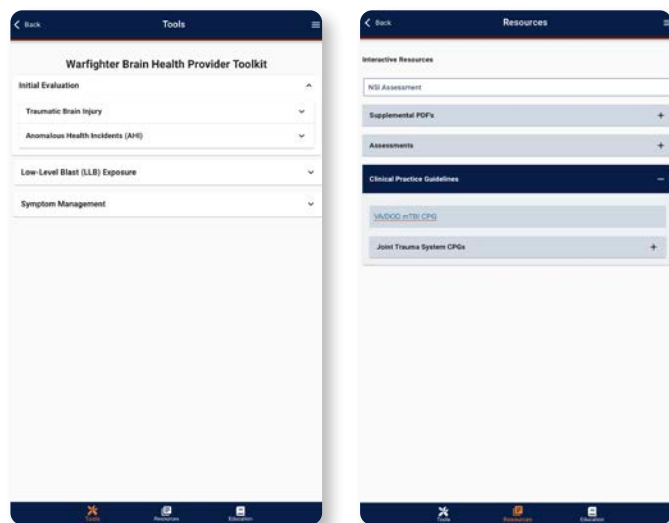 Back
Tools
Warfighter Brain Health Provider Toolkit
Initial Evaluation
Traumatic Brain Injury
Anomalous Health Incidents (AHI)
Low-Level Blast (LLB) Exposure
Symptom Management
Tools
Resources
Education
Back
Resources
Interactive Resources
NSI Assessment
Supplemental PDF's
Assessments
Clinical Practice Guidelines
VA/DOD mTBI CPG
Joint Trauma System CPGs
Tools
Resources
Education